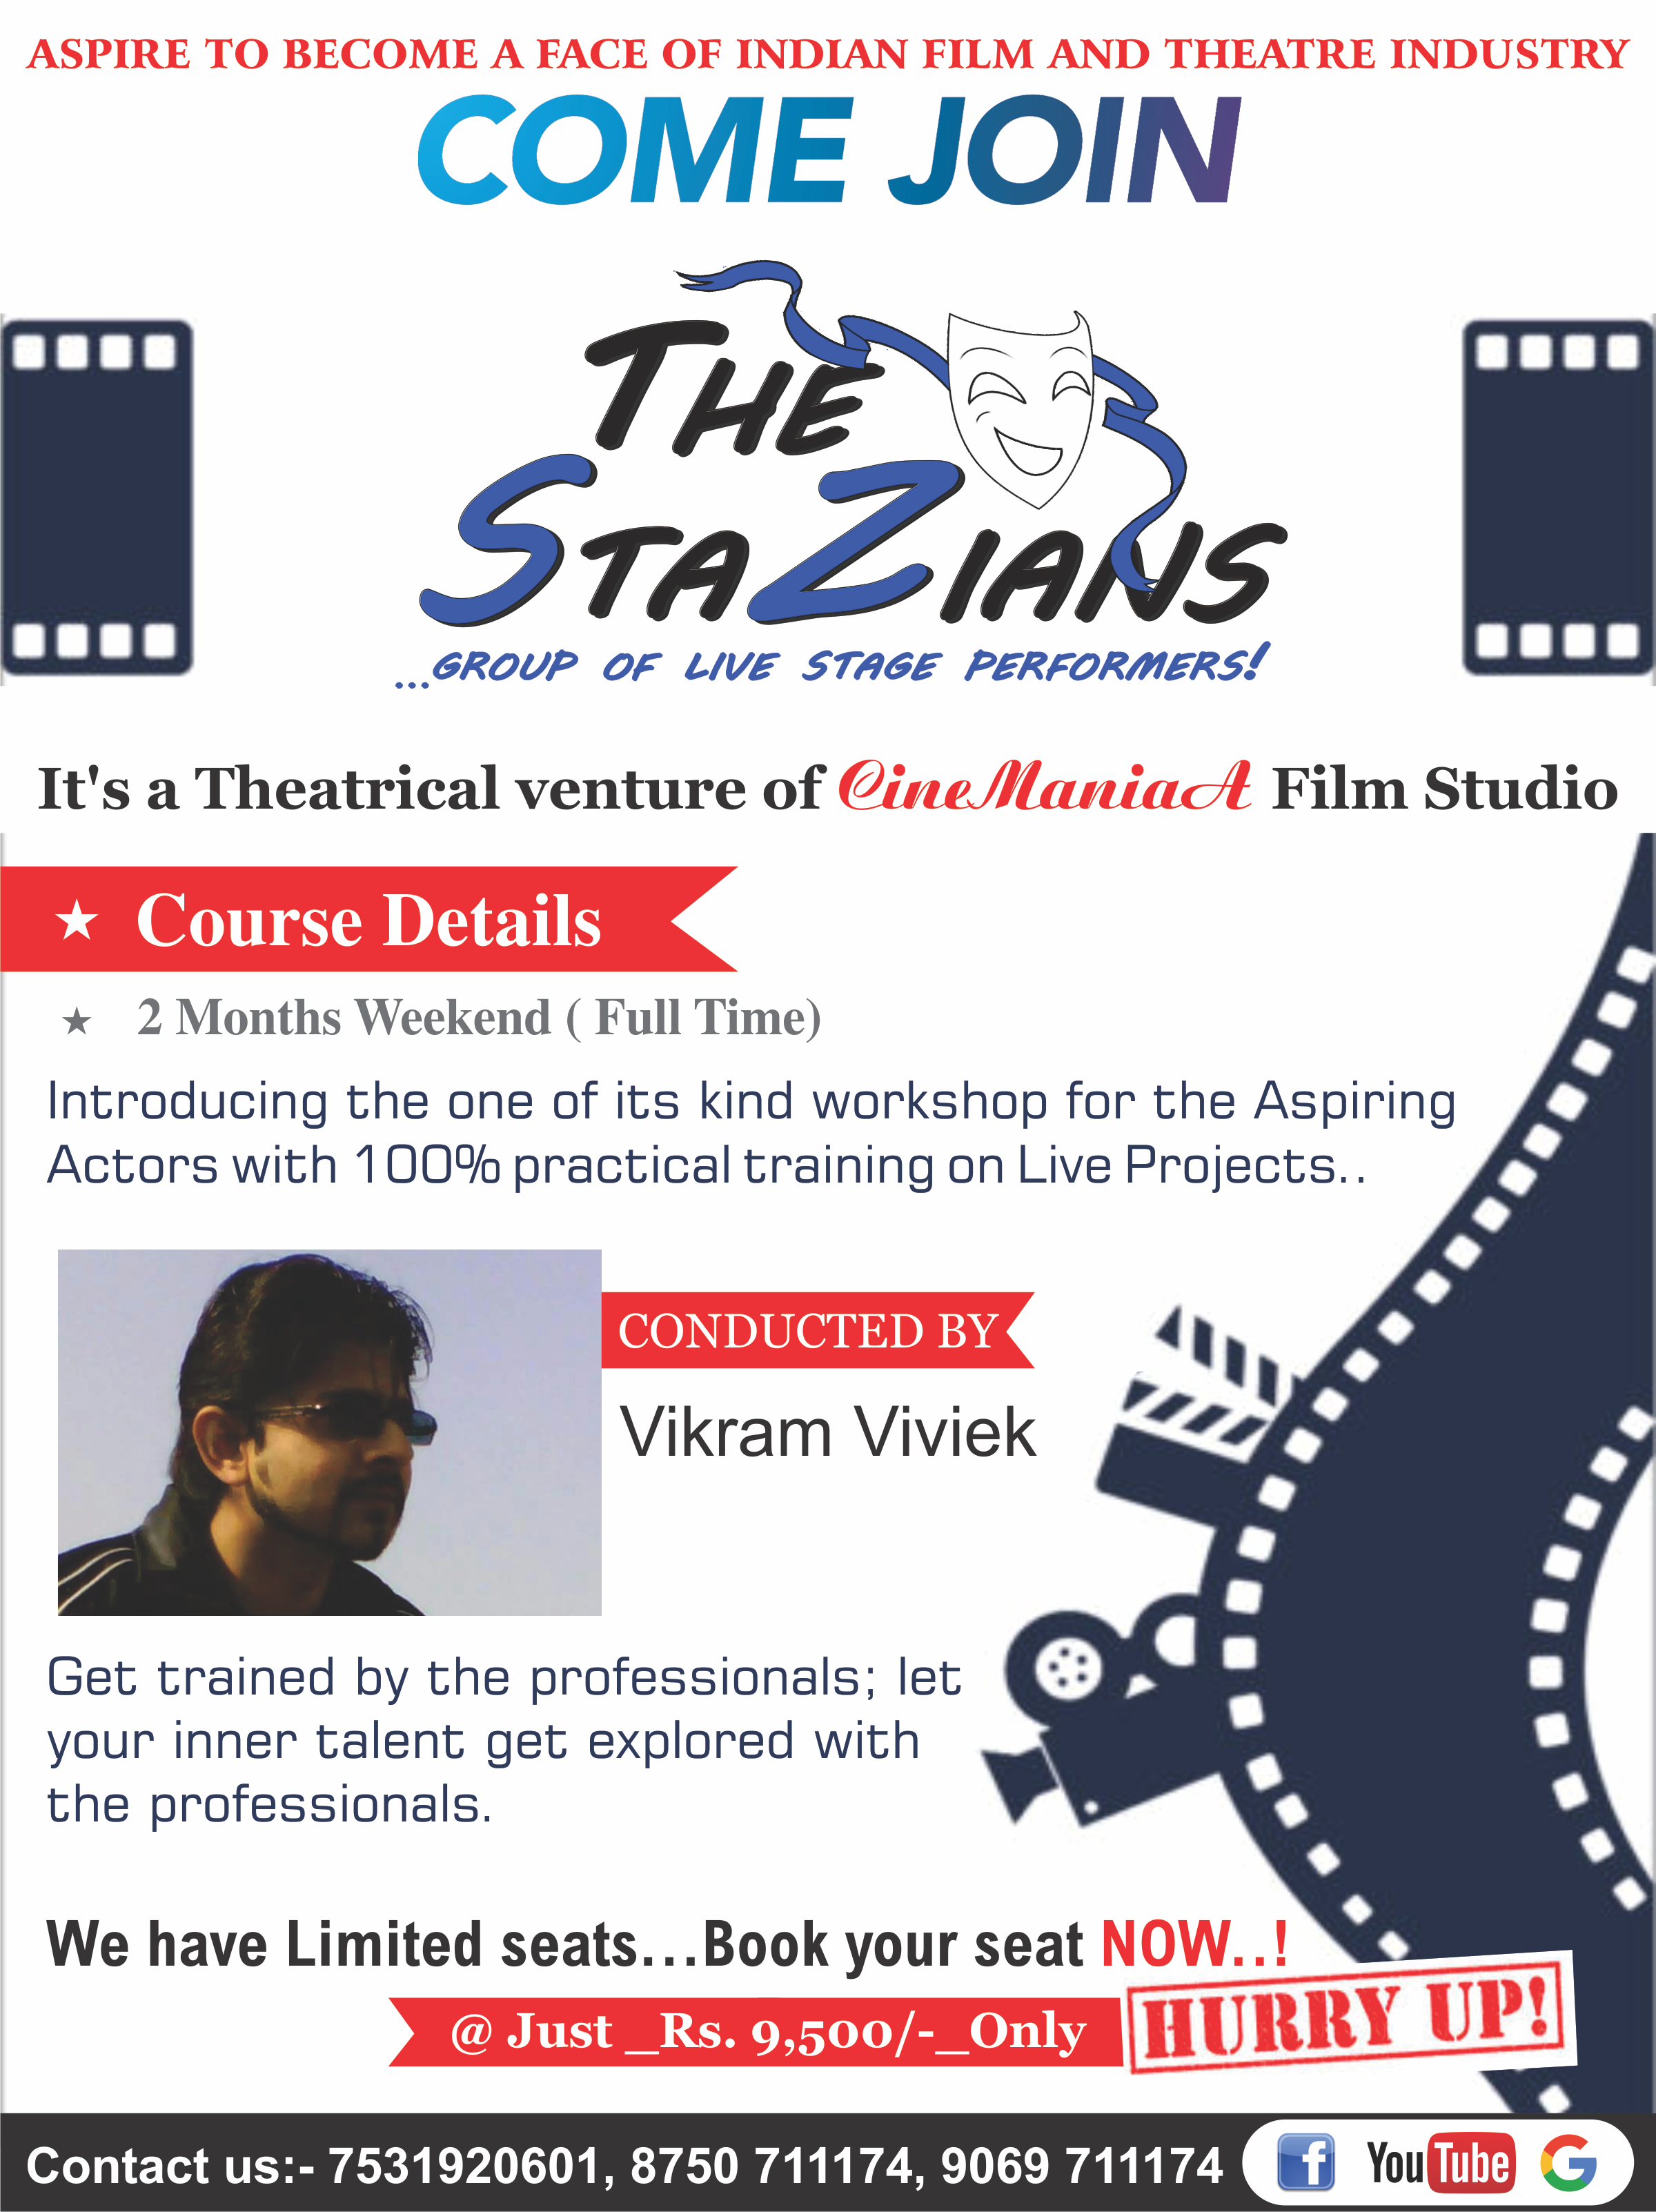 ASPIRE TO BECOME A FACE OF INDIAN FILM AND THEATRE INDUSTRY
COME JOIN
THE
STAZIANS
...GROUP OF LIVE STAGE PERFORMERS!
It's a Theatrical venture of CineManiaA Film Studio
★ Course Details
★ 2 Months Weekend ( Full Time)
Introducing the one of its kind workshop for the Aspiring
Actors with 100% practical training on Live Projects..
CONDUCTED BY
Vikram Viviek
Get trained by the professionals; let
your inner talent get explored with
the professionals.
We have Limited seats...Book your seat NOW..!
@ Just _Rs. 9,500/-_Only
HURRY UP!
Contact us:- 7531920601, 8750 711174, 9069 711174
f YouTube G